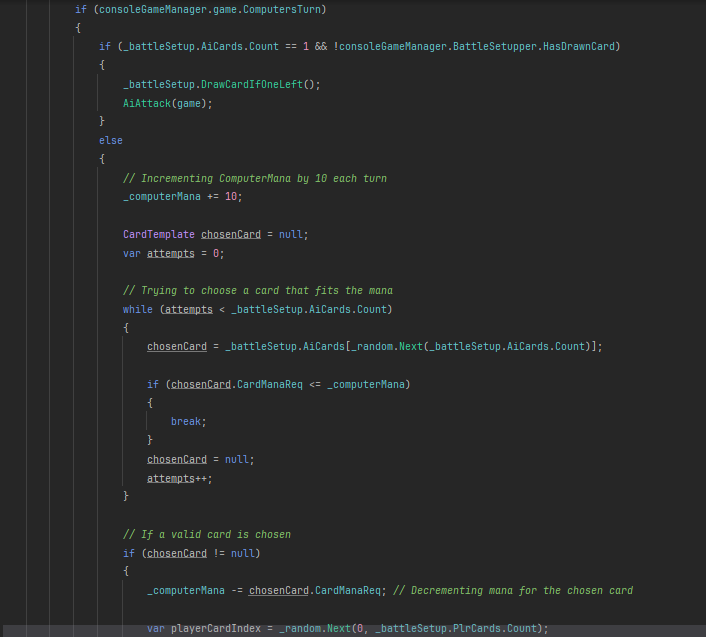 if (consoleGameManager.game.ComputersTurn)
{
if (_battleSetup.AiCards.Count == 1 && !consoleGameManager.BattleSetupper.HasDrawnCard)
{
_battleSetup.DrawCardIfOneLeft();
AiAttack(game);
}
else
{
// Incrementing ComputerMana by 10 each turn
_computerMana += 10;
CardTemplate chosenCard = null;
var attempts = 0;
// Trying to choose a card that fits the mana
while (attempts < _battleSetup.AiCards.Count)
{
chosenCard = _battleSetup.AiCards[_random.Next(_battleSetup.AiCards.Count)];
if (chosenCard.CardManaReq <= _computerMana)
{
break;
}
chosenCard = null;
attempts++;
}
// If a valid card is chosen
if (chosenCard != null)
{
_computerMana -= chosenCard.CardManaReq; // Decrementing mana for the chosen card
var playerCardIndex = _random.Next(0, _battleSetup.PlrCards.Count);